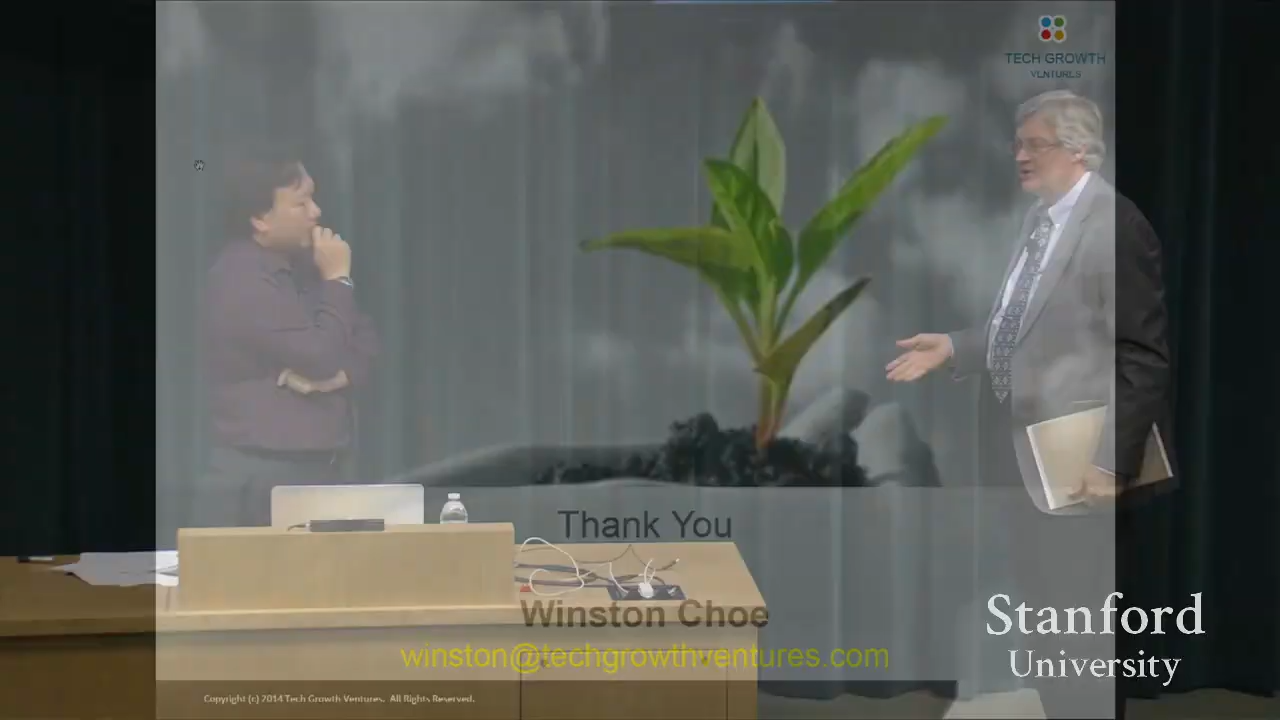 TECH GROWTH
VENTURES
Thank You
Winston Choe
winston@techgrowthventures.com
Copyright (c) 2014 Tech Growth Ventures. All Rights Reserved.
Stanford
University